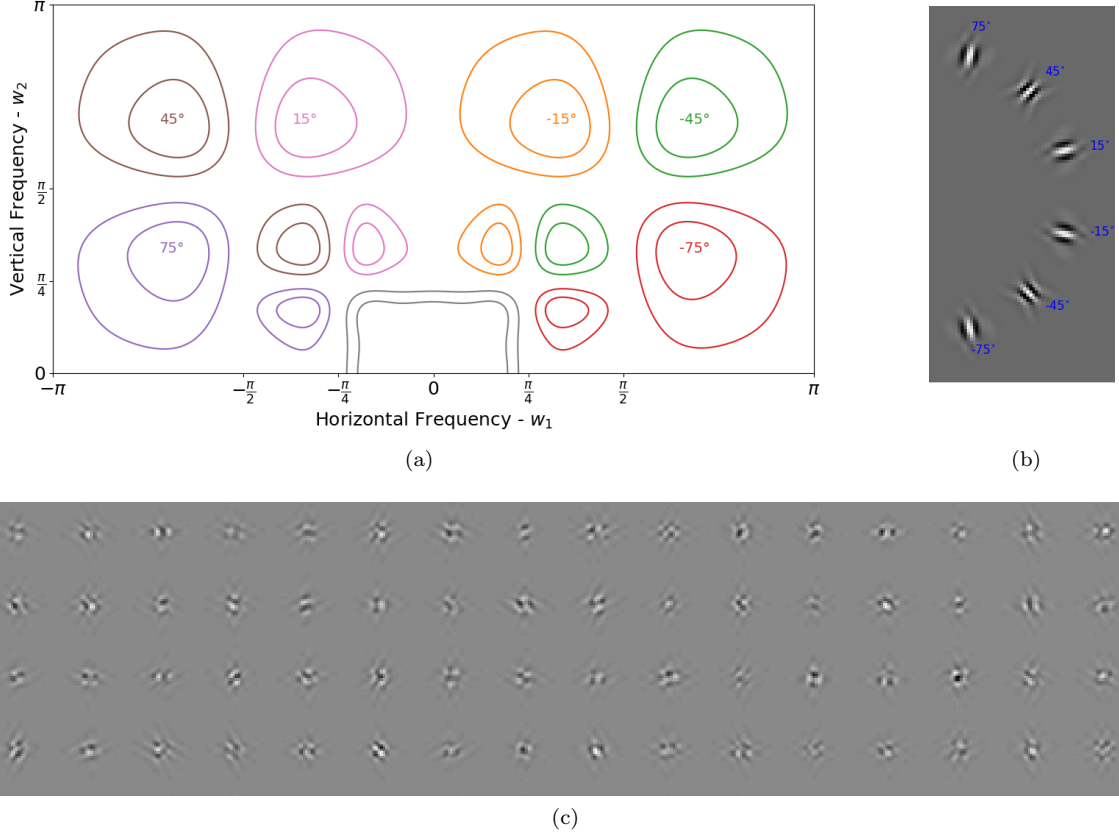 π
45°
15°
-15°
-45°
π/2
75°
-75°
π/4
0
Vertical Frequency - w₂
−π
−π/2
−π/4
0
π/4
π/2
π
Horizontal Frequency - w₁
(a)
75°
45°
15°
-15°
-45°
-75°
(b)
(c)